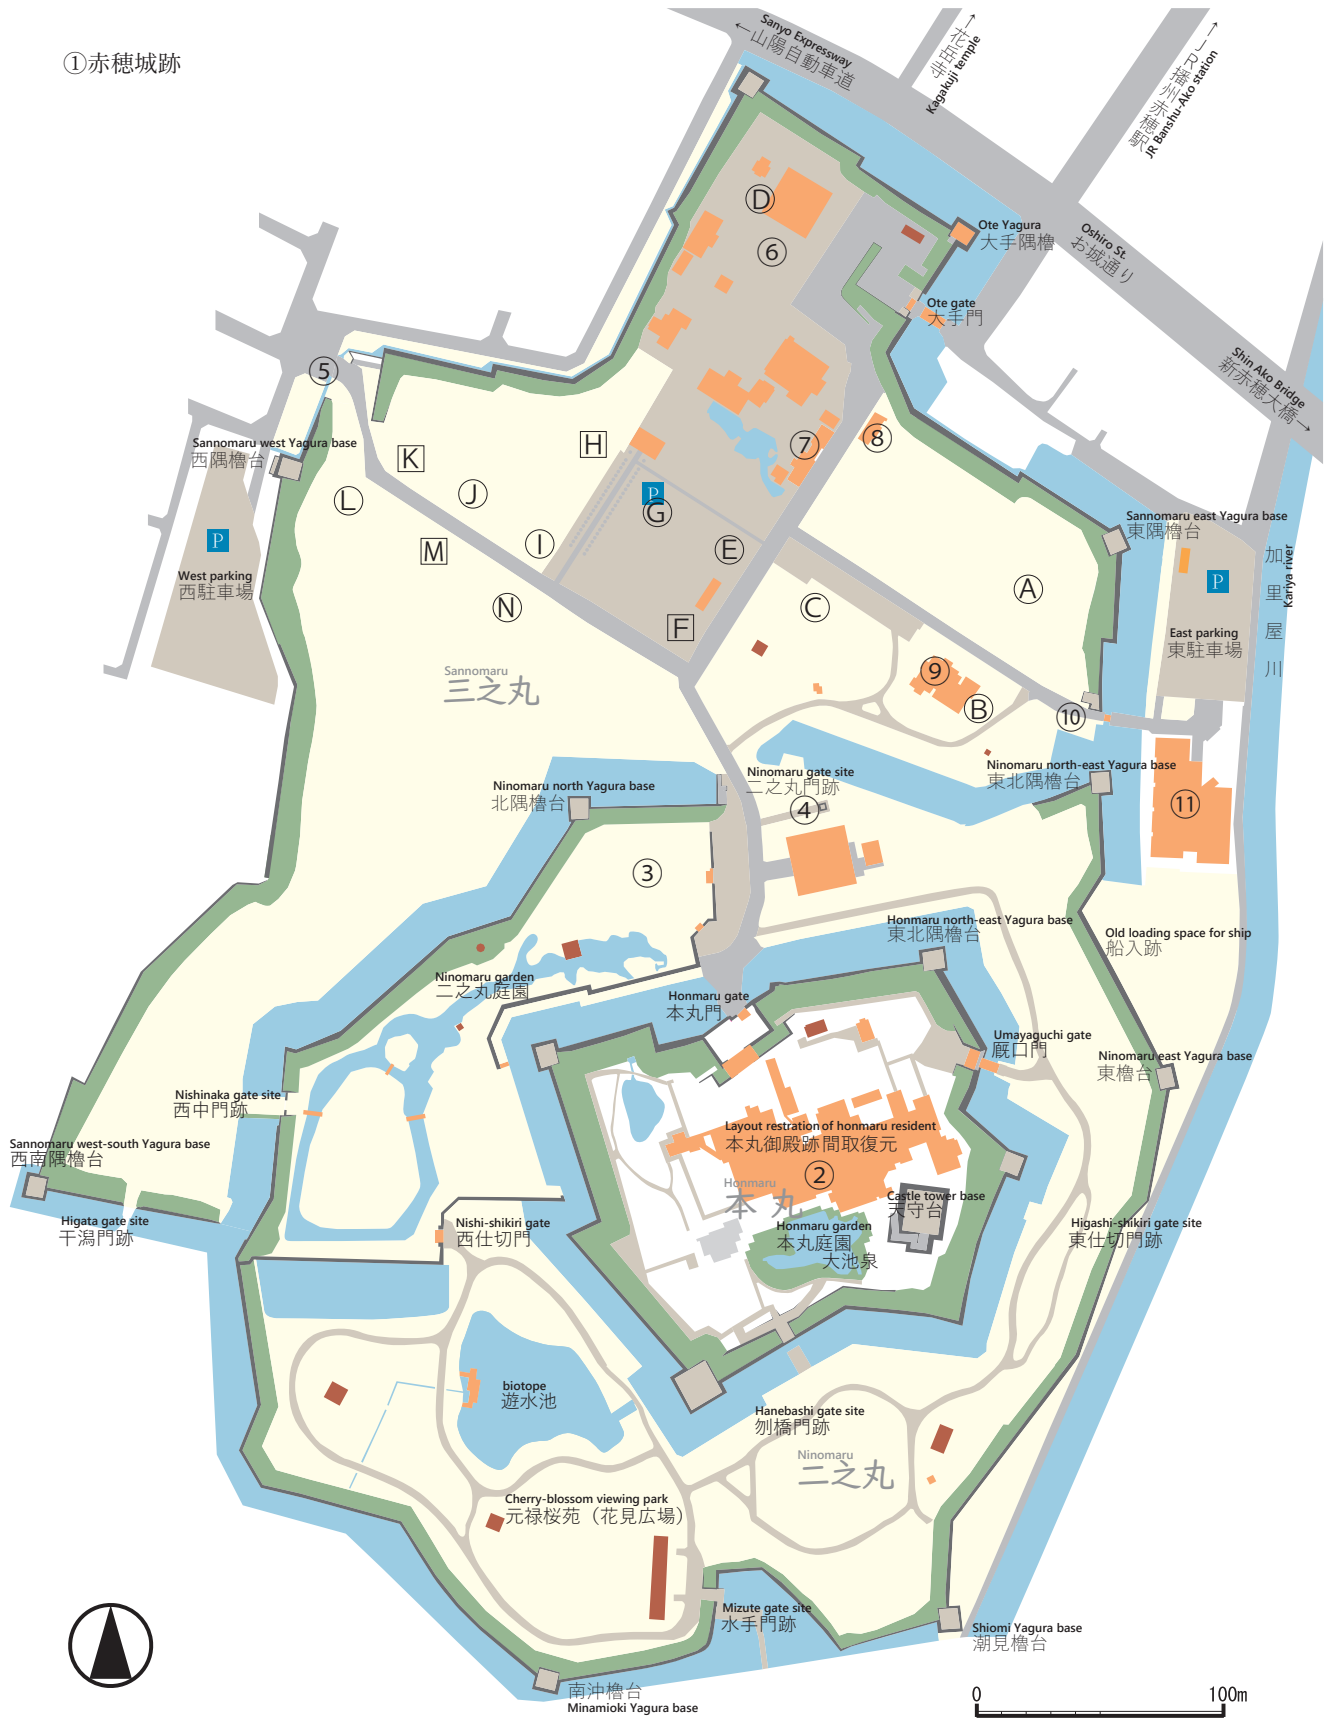 ①赤穂城跡
Sanyo Expressway
←山陽自動車道
→花岳寺
Kagakuji temple
→JR播州赤穂駅
JR Banshu-Ako station
D
6
Ote Yagura
大手隅櫓
Oshiro St.
お城通り
Ote gate
大手門
Shin Ako Bridge
新赤穂大橋→
5
Sannomaru west Yagura base
西隅櫓台
K
H
7
8
L
J
P
G
Sannomaru east Yagura base
東隅櫓台
P
M
I
E
加里屋川
Kariya river
West parking
西駐車場
N
F
C
A
P
East parking
東駐車場
Sannomaru
三之丸
9
B
10
Ninomaru north Yagura base
北隅櫓台
Ninomaru gate site
二之丸門跡
4
Ninomaru north-east Yagura base
東北隅櫓台
11
3
Honmaru north-east Yagura base
東北隅櫓台
Old loading space for ship
船入跡
Ninomaru garden
二之丸庭園
Honmaru gate
本丸門
Umayaguchi gate
厩口門
Ninomaru east Yagura base
東櫓台
Nishinaka gate site
西中門跡
Layout restration of honmaru resident
本丸御殿跡間取復元
2
Sannomaru west-south Yagura base
西南隅櫓台
Honmaru
本丸
Castle tower base
天守台
Higata gate site
干潟門跡
Nishi-shikiri gate
西仕切門
Honmaru garden
本丸庭園
大池泉
Higashi-shikiri gate site
東仕切門跡
biotope
遊水池
Hanebashi gate site
刎橋門跡
Ninomaru
二之丸
Cherry-blossom viewing park
元禄桜苑（花見広場）
Mizute gate site
水手門跡
Shiomi Yagura base
潮見櫓台
南沖櫓台
Minamioki Yagura base
0 100m